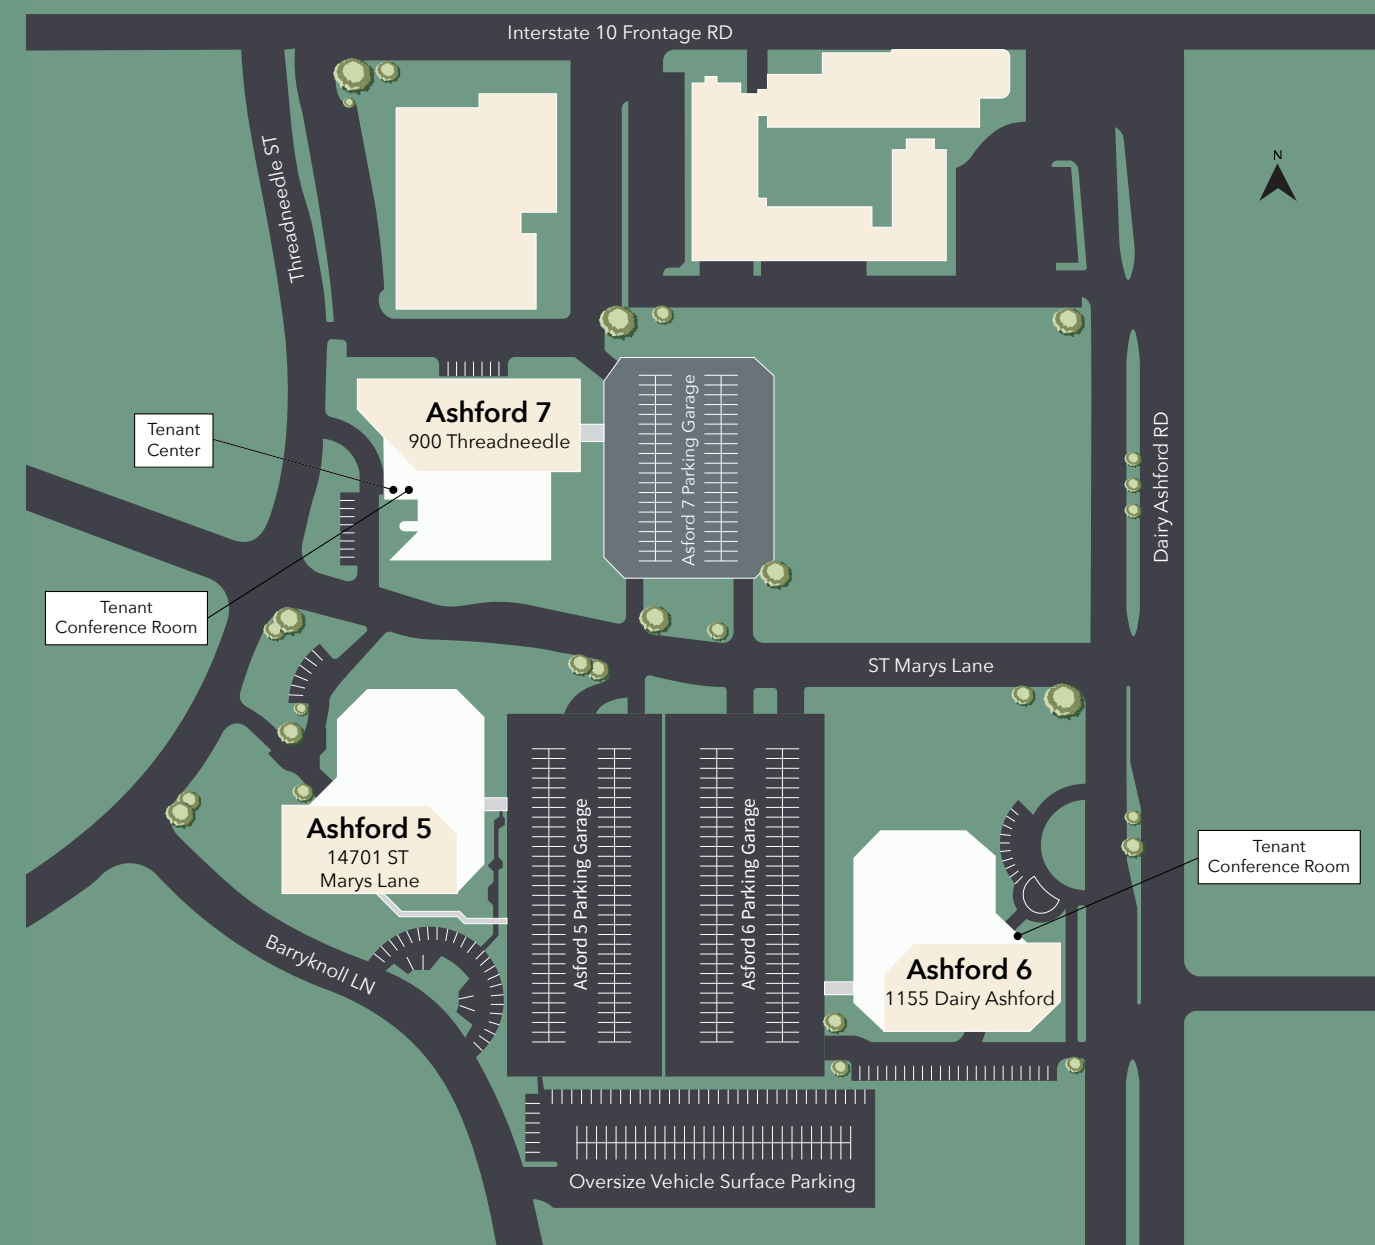 Interstate 10 Frontage RD
Threadneedle ST
N
Ashford 7
900 Threadneedle
Tenant
Center
Asford 7 Parking Garage
Dairy Ashford RD
Tenant
Conference Room
ST Marys Lane
Ashford 5
14701 ST
Marys Lane
Asford 5 Parking Garage
Asford 6 Parking Garage
Tenant
Conference Room
Barryknoll LN
Ashford 6
1155 Dairy Ashford
Oversize Vehicle Surface Parking